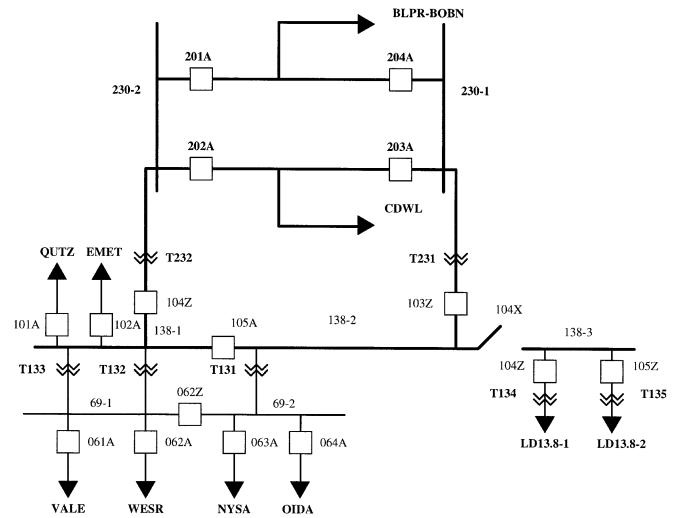 BLPR-BOBN
201A
204A
230-2
230-1
202A
203A
CDWL
QUTZ
EMET
T232
T231
104Z
103Z
104X
101A
102A
138-1
105A
138-2
138-3
T133
T132
T131
104Z
105Z
062Z
69-1
69-2
T134
T135
061A
062A
063A
064A
LD13.8-1
LD13.8-2
VALE
WESR
NYSA
OIDA